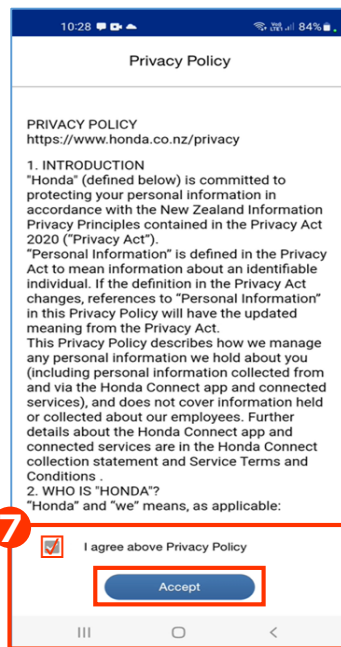 10:28 84%
Privacy Policy
PRIVACY POLICY
https://www.honda.co.nz/privacy
1. INTRODUCTION
"Honda" (defined below) is committed to
protecting your personal information in
accordance with the New Zealand Information
Privacy Principles contained in the Privacy Act
2020 ("Privacy Act").
"Personal Information" is defined in the Privacy
Act to mean information about an identifiable
individual. If the definition in the Privacy Act
changes, references to "Personal Information"
in this Privacy Policy will have the updated
meaning from the Privacy Act.
This Privacy Policy describes how we manage
any personal information we hold about you
(including personal information collected from
and via the Honda Connect app and connected
services), and does not cover information held
or collected about our employees. Further
details about the Honda Connect app and
connected services are in the Honda Connect
collection statement and Service Terms and
Conditions .
2. WHO IS "HONDA"?
"Honda" and "we" means, as applicable:
7
I agree above Privacy Policy
Accept